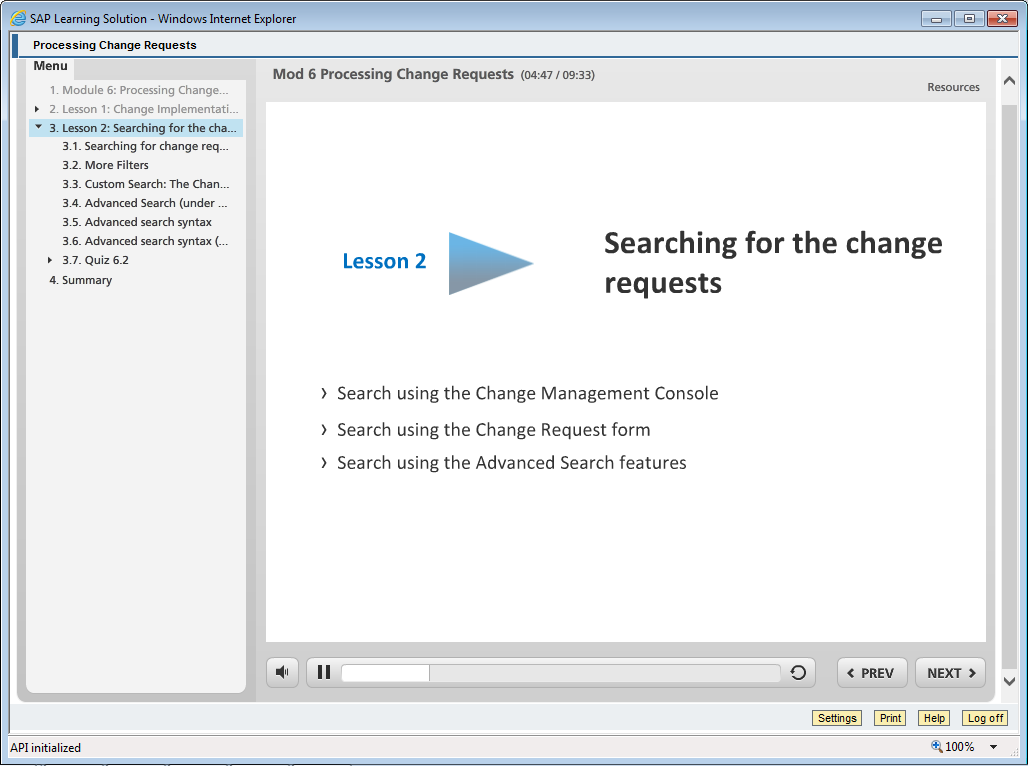 SAP Learning Solution - Windows Internet Explorer
Processing Change Requests
Menu
1. Module 6: Processing Change...
2. Lesson 1: Change Implementati...
3. Lesson 2: Searching for the cha...
3.1. Searching for change req...
3.2. More Filters
3.3. Custom Search: The Chan...
3.4. Advanced Search (under ...
3.5. Advanced search syntax
3.6. Advanced search syntax (...
3.7. Quiz 6.2
4. Summary
Mod 6 Processing Change Requests (04:47 / 09:33)
Resources
Lesson 2
Searching for the change
requests
› Search using the Change Management Console
› Search using the Change Request form
› Search using the Advanced Search features
PREV
NEXT
Settings
Print
Help
Log off
API initialized
100%